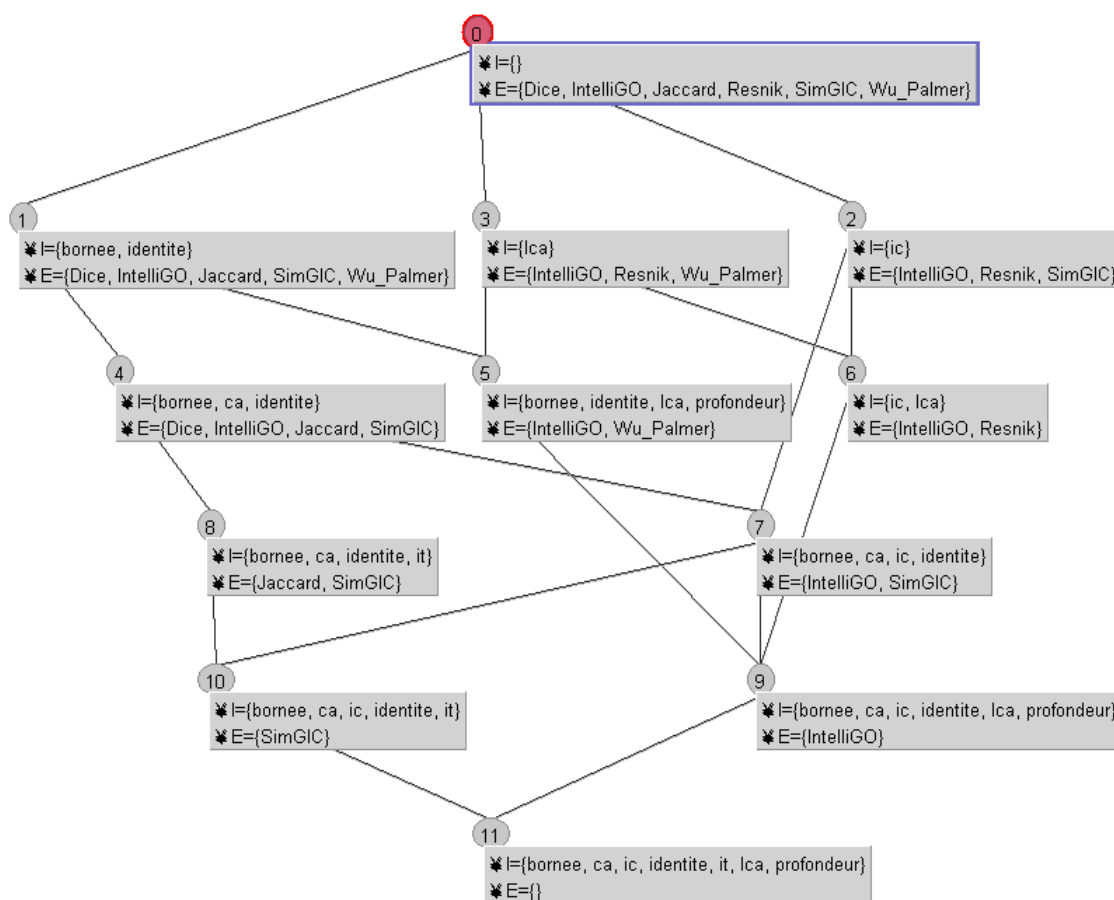 0
I={}
E={Dice, IntelliGO, Jaccard, Resnik, SimGIC, Wu_Palmer}
1
I={bornee, identite}
E={Dice, IntelliGO, Jaccard, SimGIC, Wu_Palmer}
3
I={lca}
E={IntelliGO, Resnik, Wu_Palmer}
2
I={ic}
E={IntelliGO, Resnik, SimGIC}
4
I={bornee, ca, identite}
E={Dice, IntelliGO, Jaccard, SimGIC}
5
I={bornee, identite, lca, profondeur}
E={IntelliGO, Wu_Palmer}
6
I={ic, lca}
E={IntelliGO, Resnik}
8
I={bornee, ca, identite, it}
E={Jaccard, SimGIC}
7
I={bornee, ca, ic, identite}
E={IntelliGO, SimGIC}
10
I={bornee, ca, ic, identite, it}
E={SimGIC}
9
I={bornee, ca, ic, identite, lca, profondeur}
E={IntelliGO}
11
I={bornee, ca, ic, identite, it, lca, profondeur}
E={}